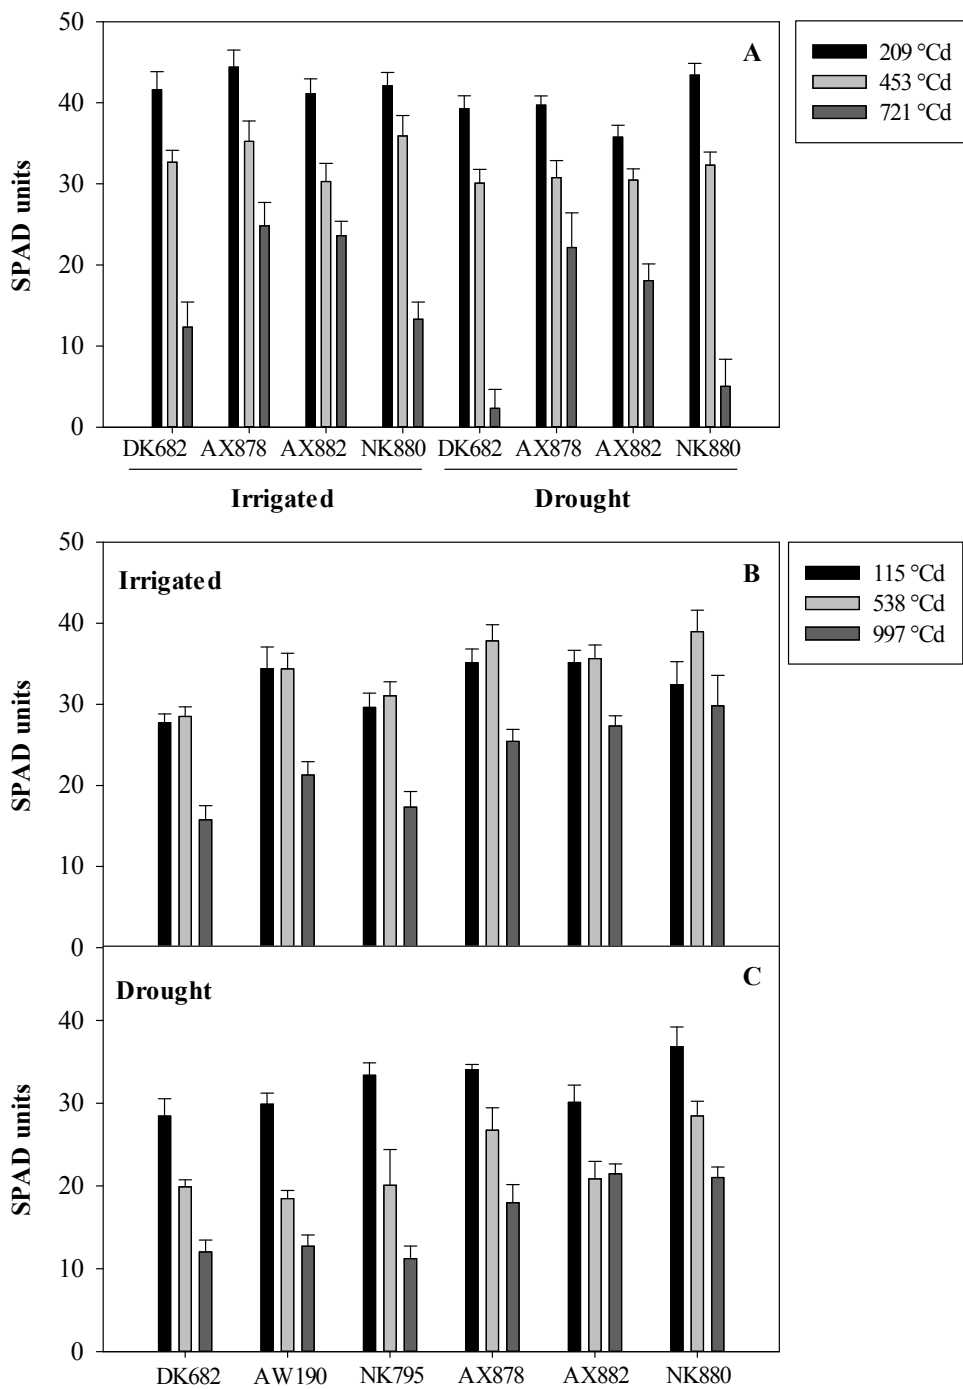 A
209 °Cd
453 °Cd
721 °Cd
SPAD units
50
40
30
20
10
0
DK682 AX878 AX882 NK880 DK682 AX878 AX882 NK880
Irrigated Drought
Irrigated B
115 °Cd
538 °Cd
997 °Cd
SPAD units
50
40
30
20
10
0
Drought C
SPAD units
40
30
20
10
0
DK682 AW190 NK795 AX878 AX882 NK880